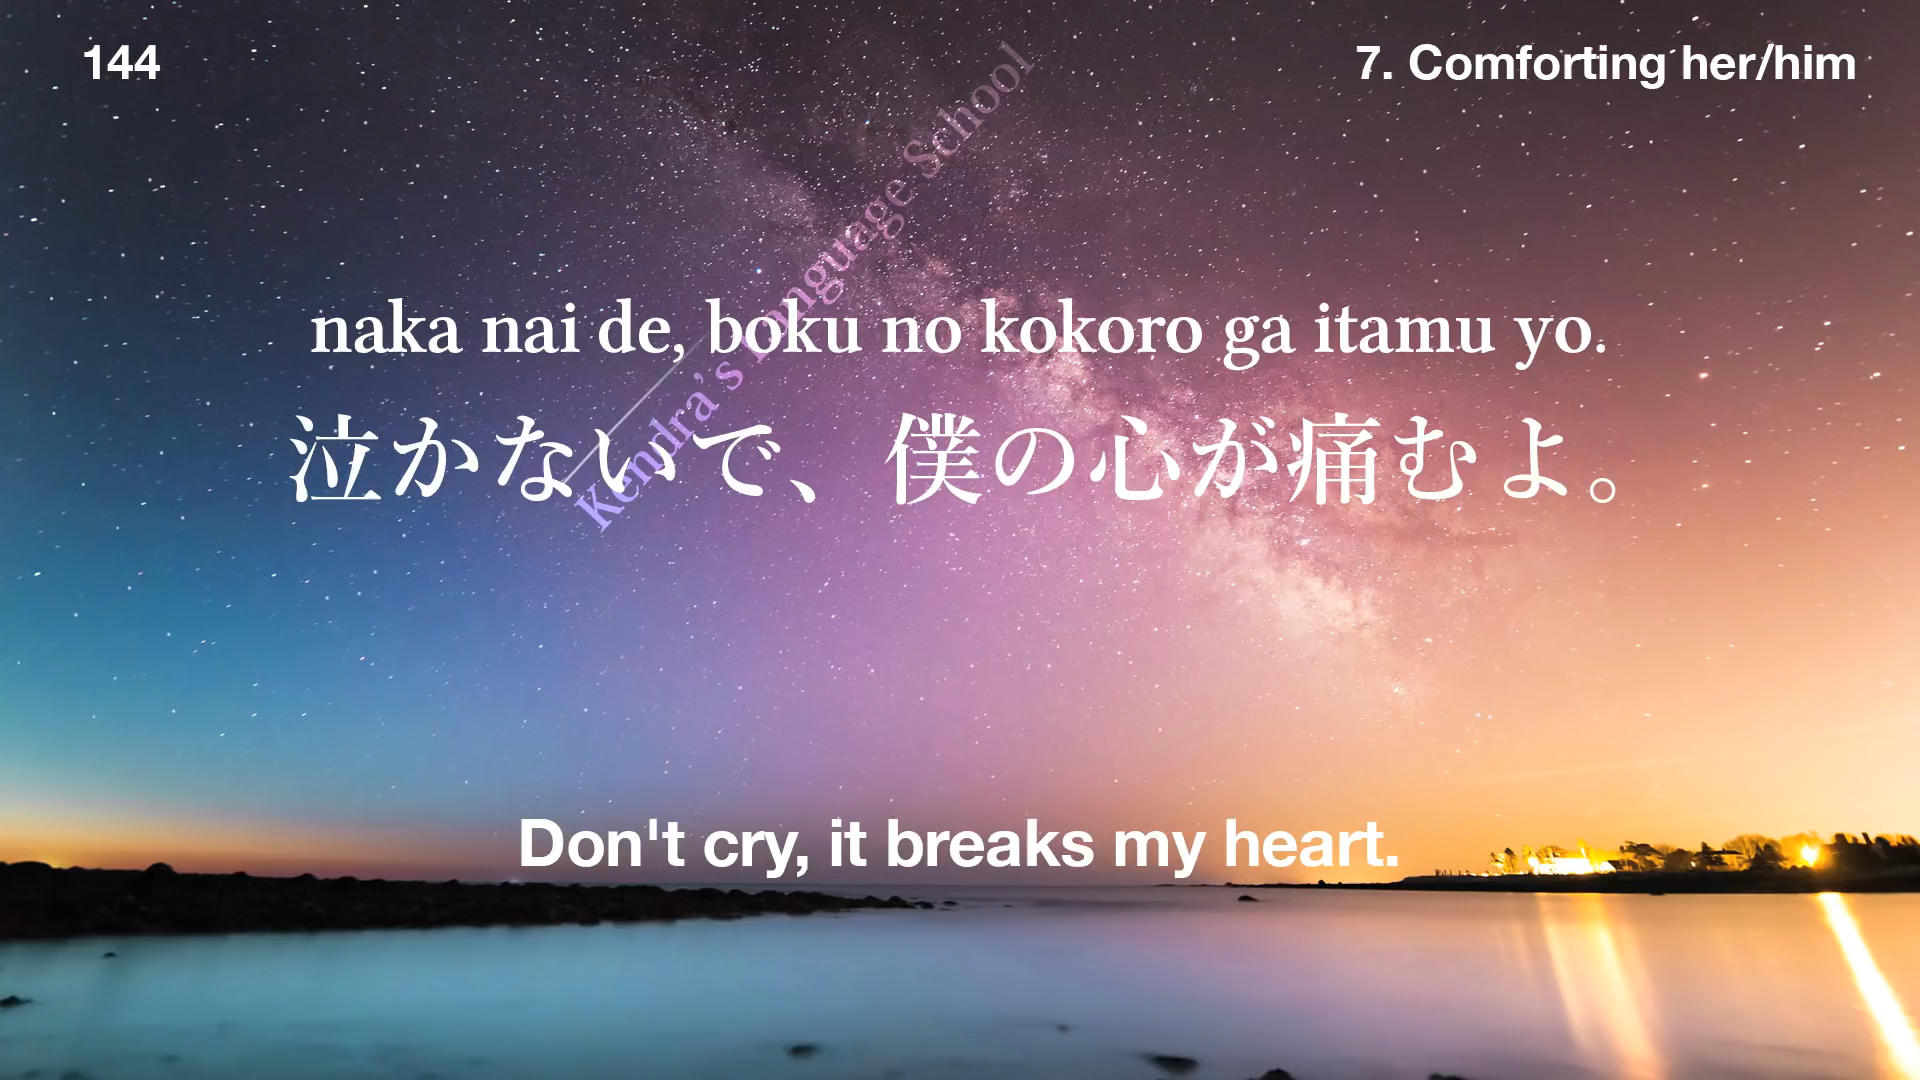 144
7. Comforting her/him
Kendra's Language School
naka nai de, boku no kokoro ga itamu yo.
泣かないで、僕の心が痛むよ。
Don't cry, it breaks my heart.